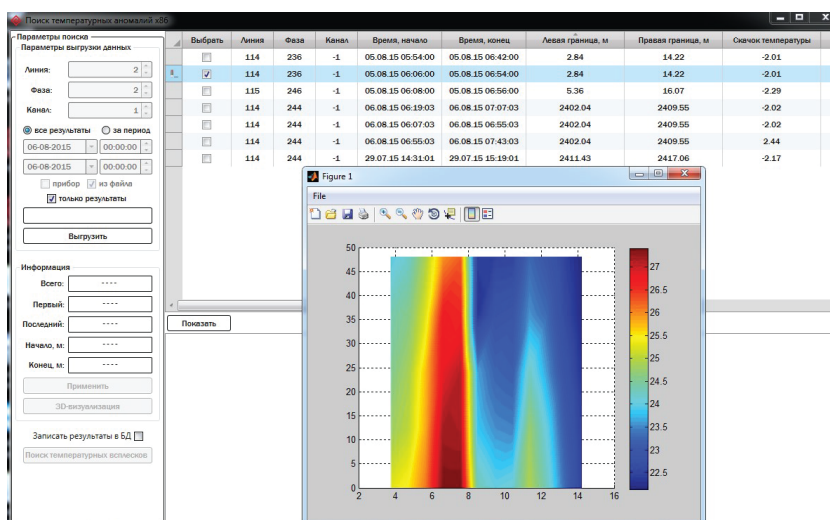 Поиск температурных аномалий x86
Параметры поиска
Параметры выгрузки данных
Линия: 2
Фаза: 2
Канал: 1
все результаты за период
06-08-2015 00:00:00
06-08-2015 00:00:00
прибор из файла
только результаты
Выгрузить
Информация
Всего: ----
Первый: ----
Последний: ----
Начало, м: ----
Конец, м: ----
Применить
3D-визуализация
Записать результаты в БД
Поиск температурных всплесков
Выбрать Линия Фаза Канал Время, начало Время, конец Левая граница, м Правая граница, м Скачок температуры
114 236 -1 05.08.15 05:54:00 05.08.15 06:42:00 2.84 14.22 -2.01
114 236 -1 05.08.15 06:06:00 05.08.15 06:54:00 2.84 14.22 -2.01
115 246 -1 05.08.15 06:08:00 05.08.15 06:56:00 5.36 16.07 -2.29
114 244 -1 06.08.15 06:19:03 06.08.15 07:07:03 2402.04 2409.55 -2.02
114 244 -1 06.08.15 06:07:03 06.08.15 06:55:03 2402.04 2409.55 -2.02
114 244 -1 06.08.15 06:55:03 06.08.15 07:43:03 2402.04 2409.55 2.44
114 244 -1 29.07.15 14:31:01 29.07.15 15:19:01 2411.43 2417.06 -2.17
Показать
Figure 1
File
50
45
40
35
30
25
20
15
10
5
0
2 4 6 8 10 12 14 16
27
26.5
26
25.5
25
24.5
24
23.5
23
22.5